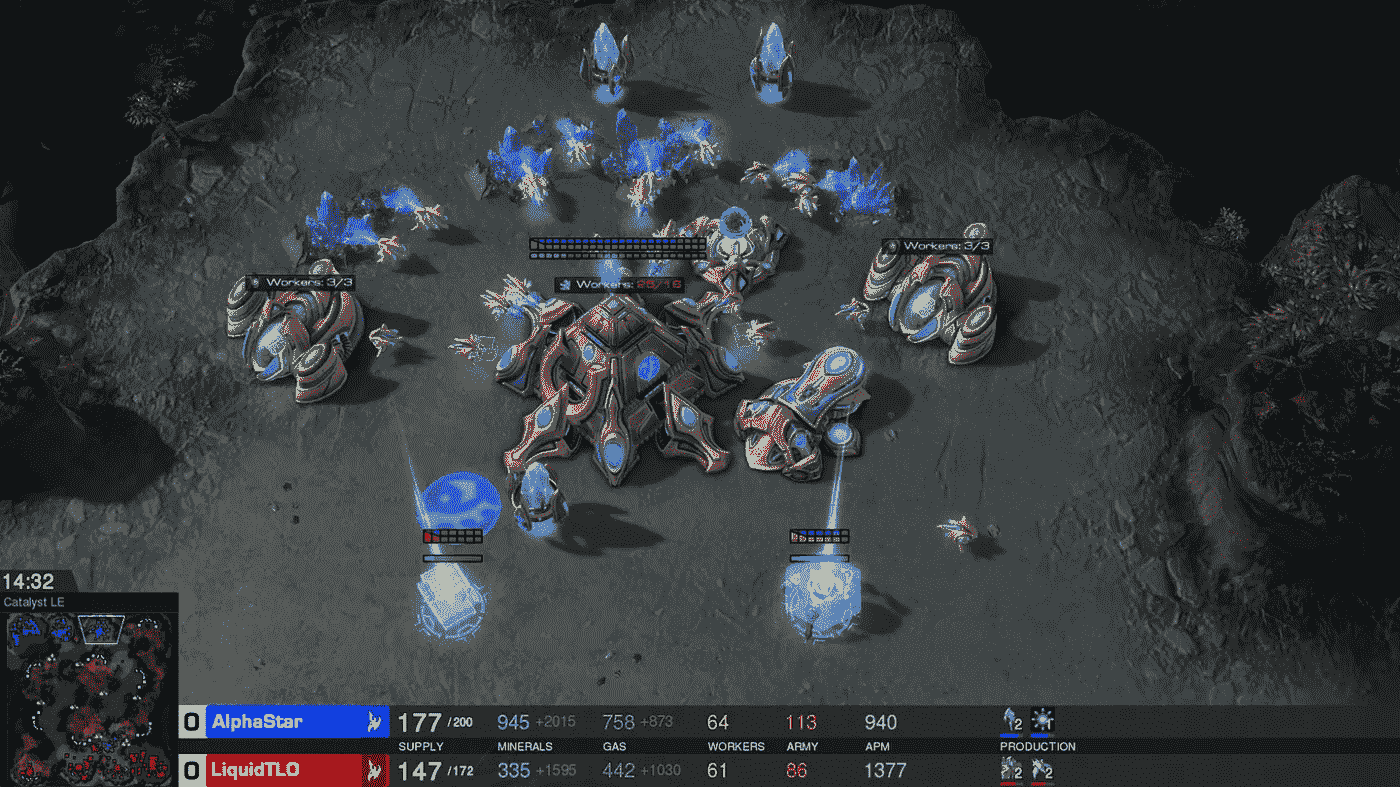 Workers: 3/3
Workers: 3/3
Workers: /16
14:32
Catalyst LE
0 AlphaStar 177 /200 945 +2015 758 +873 64 113 940 2
SUPPLY MINERALS GAS WORKERS ARMY APM PRODUCTION
0 LiquidTLO 147 /172 335 +1595 442 +1030 61 86 1377 2 2